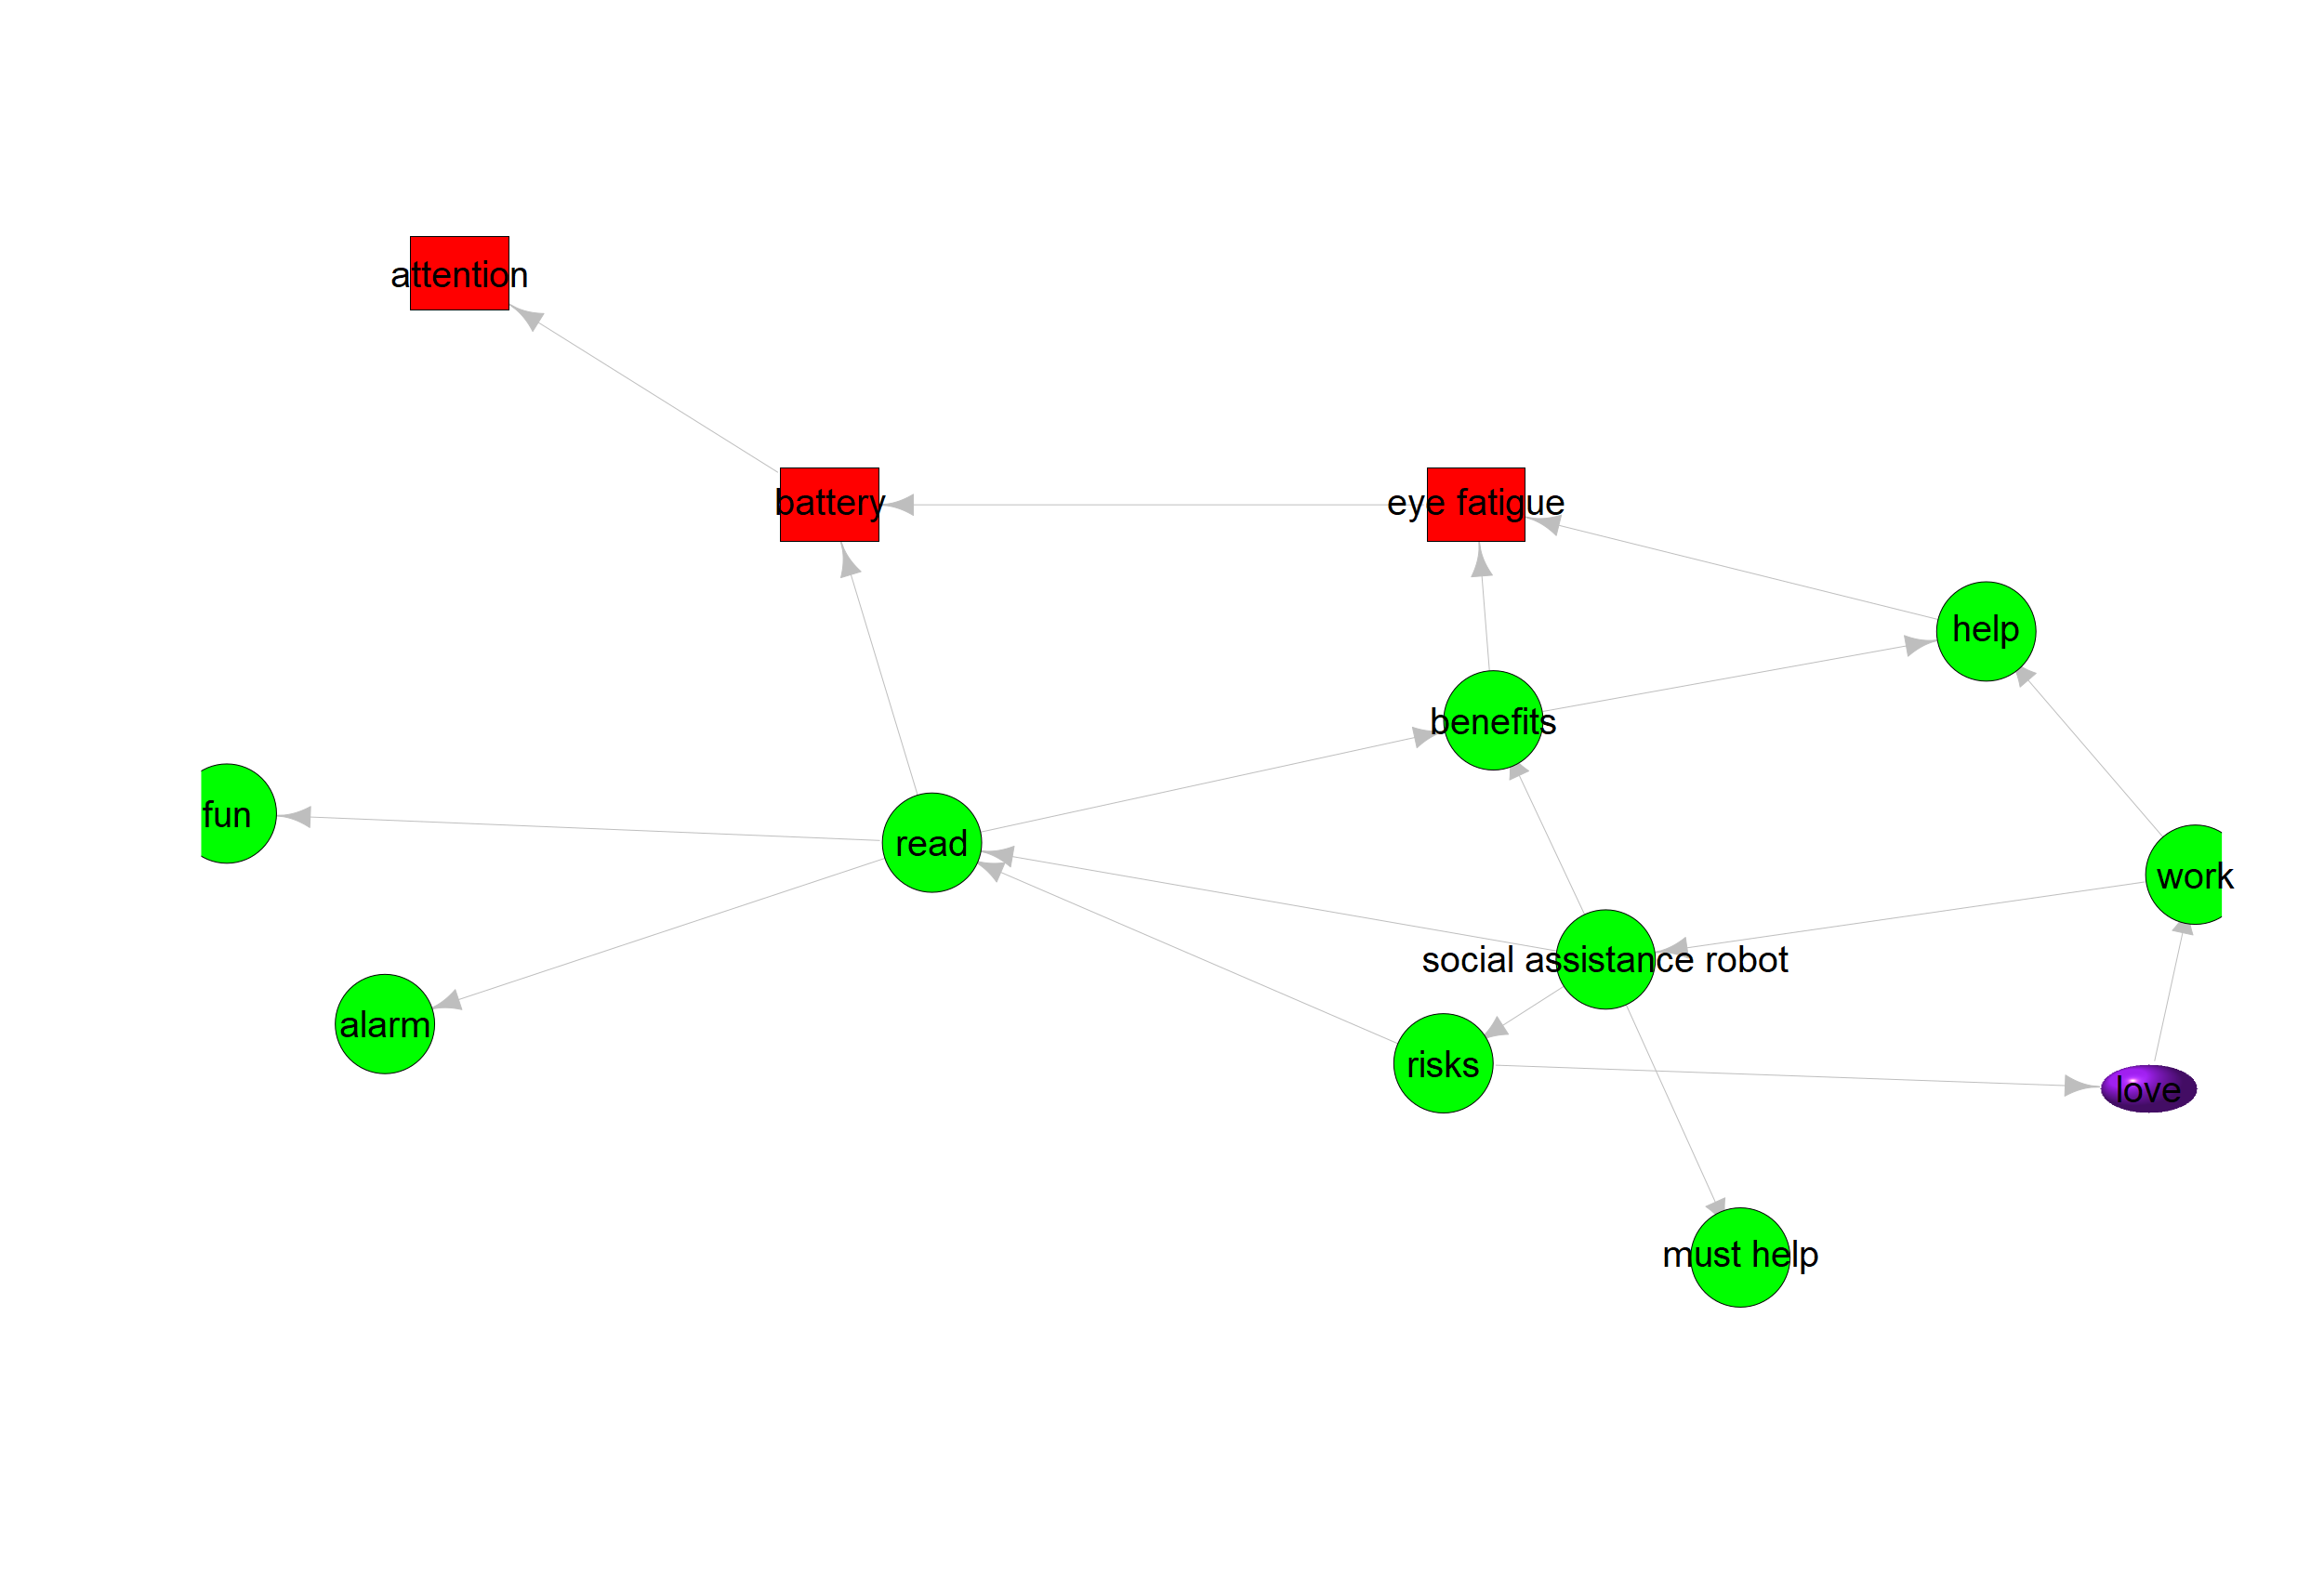 attention
battery
eye fatigue
help
benefits
fun
read
work
social assistance robot
alarm
risks
love
must help